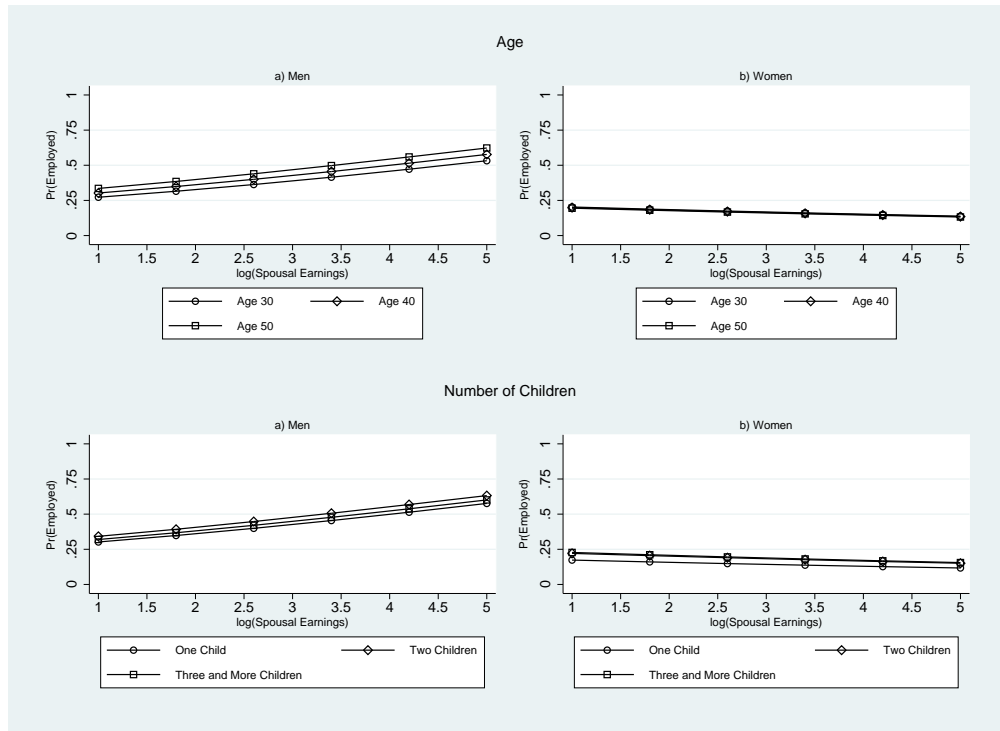 Age
a) Men
Pr(Employed)
0 .25 .5 .75 1
1 1.5 2 2.5 3 3.5 4 4.5 5
log(Spousal Earnings)
Age 30 Age 40
Age 50
b) Women
Pr(Employed)
0 .25 .5 .75 1
1 1.5 2 2.5 3 3.5 4 4.5 5
log(Spousal Earnings)
Age 30 Age 40
Age 50
Number of Children
a) Men
Pr(Employed)
0 .25 .5 .75 1
1 1.5 2 2.5 3 3.5 4 4.5 5
log(Spousal Earnings)
One Child Two Children
Three and More Children
b) Women
Pr(Employed)
0 .25 .5 .75 1
1 1.5 2 2.5 3 3.5 4 4.5 5
log(Spousal Earnings)
One Child Two Children
Three and More Children